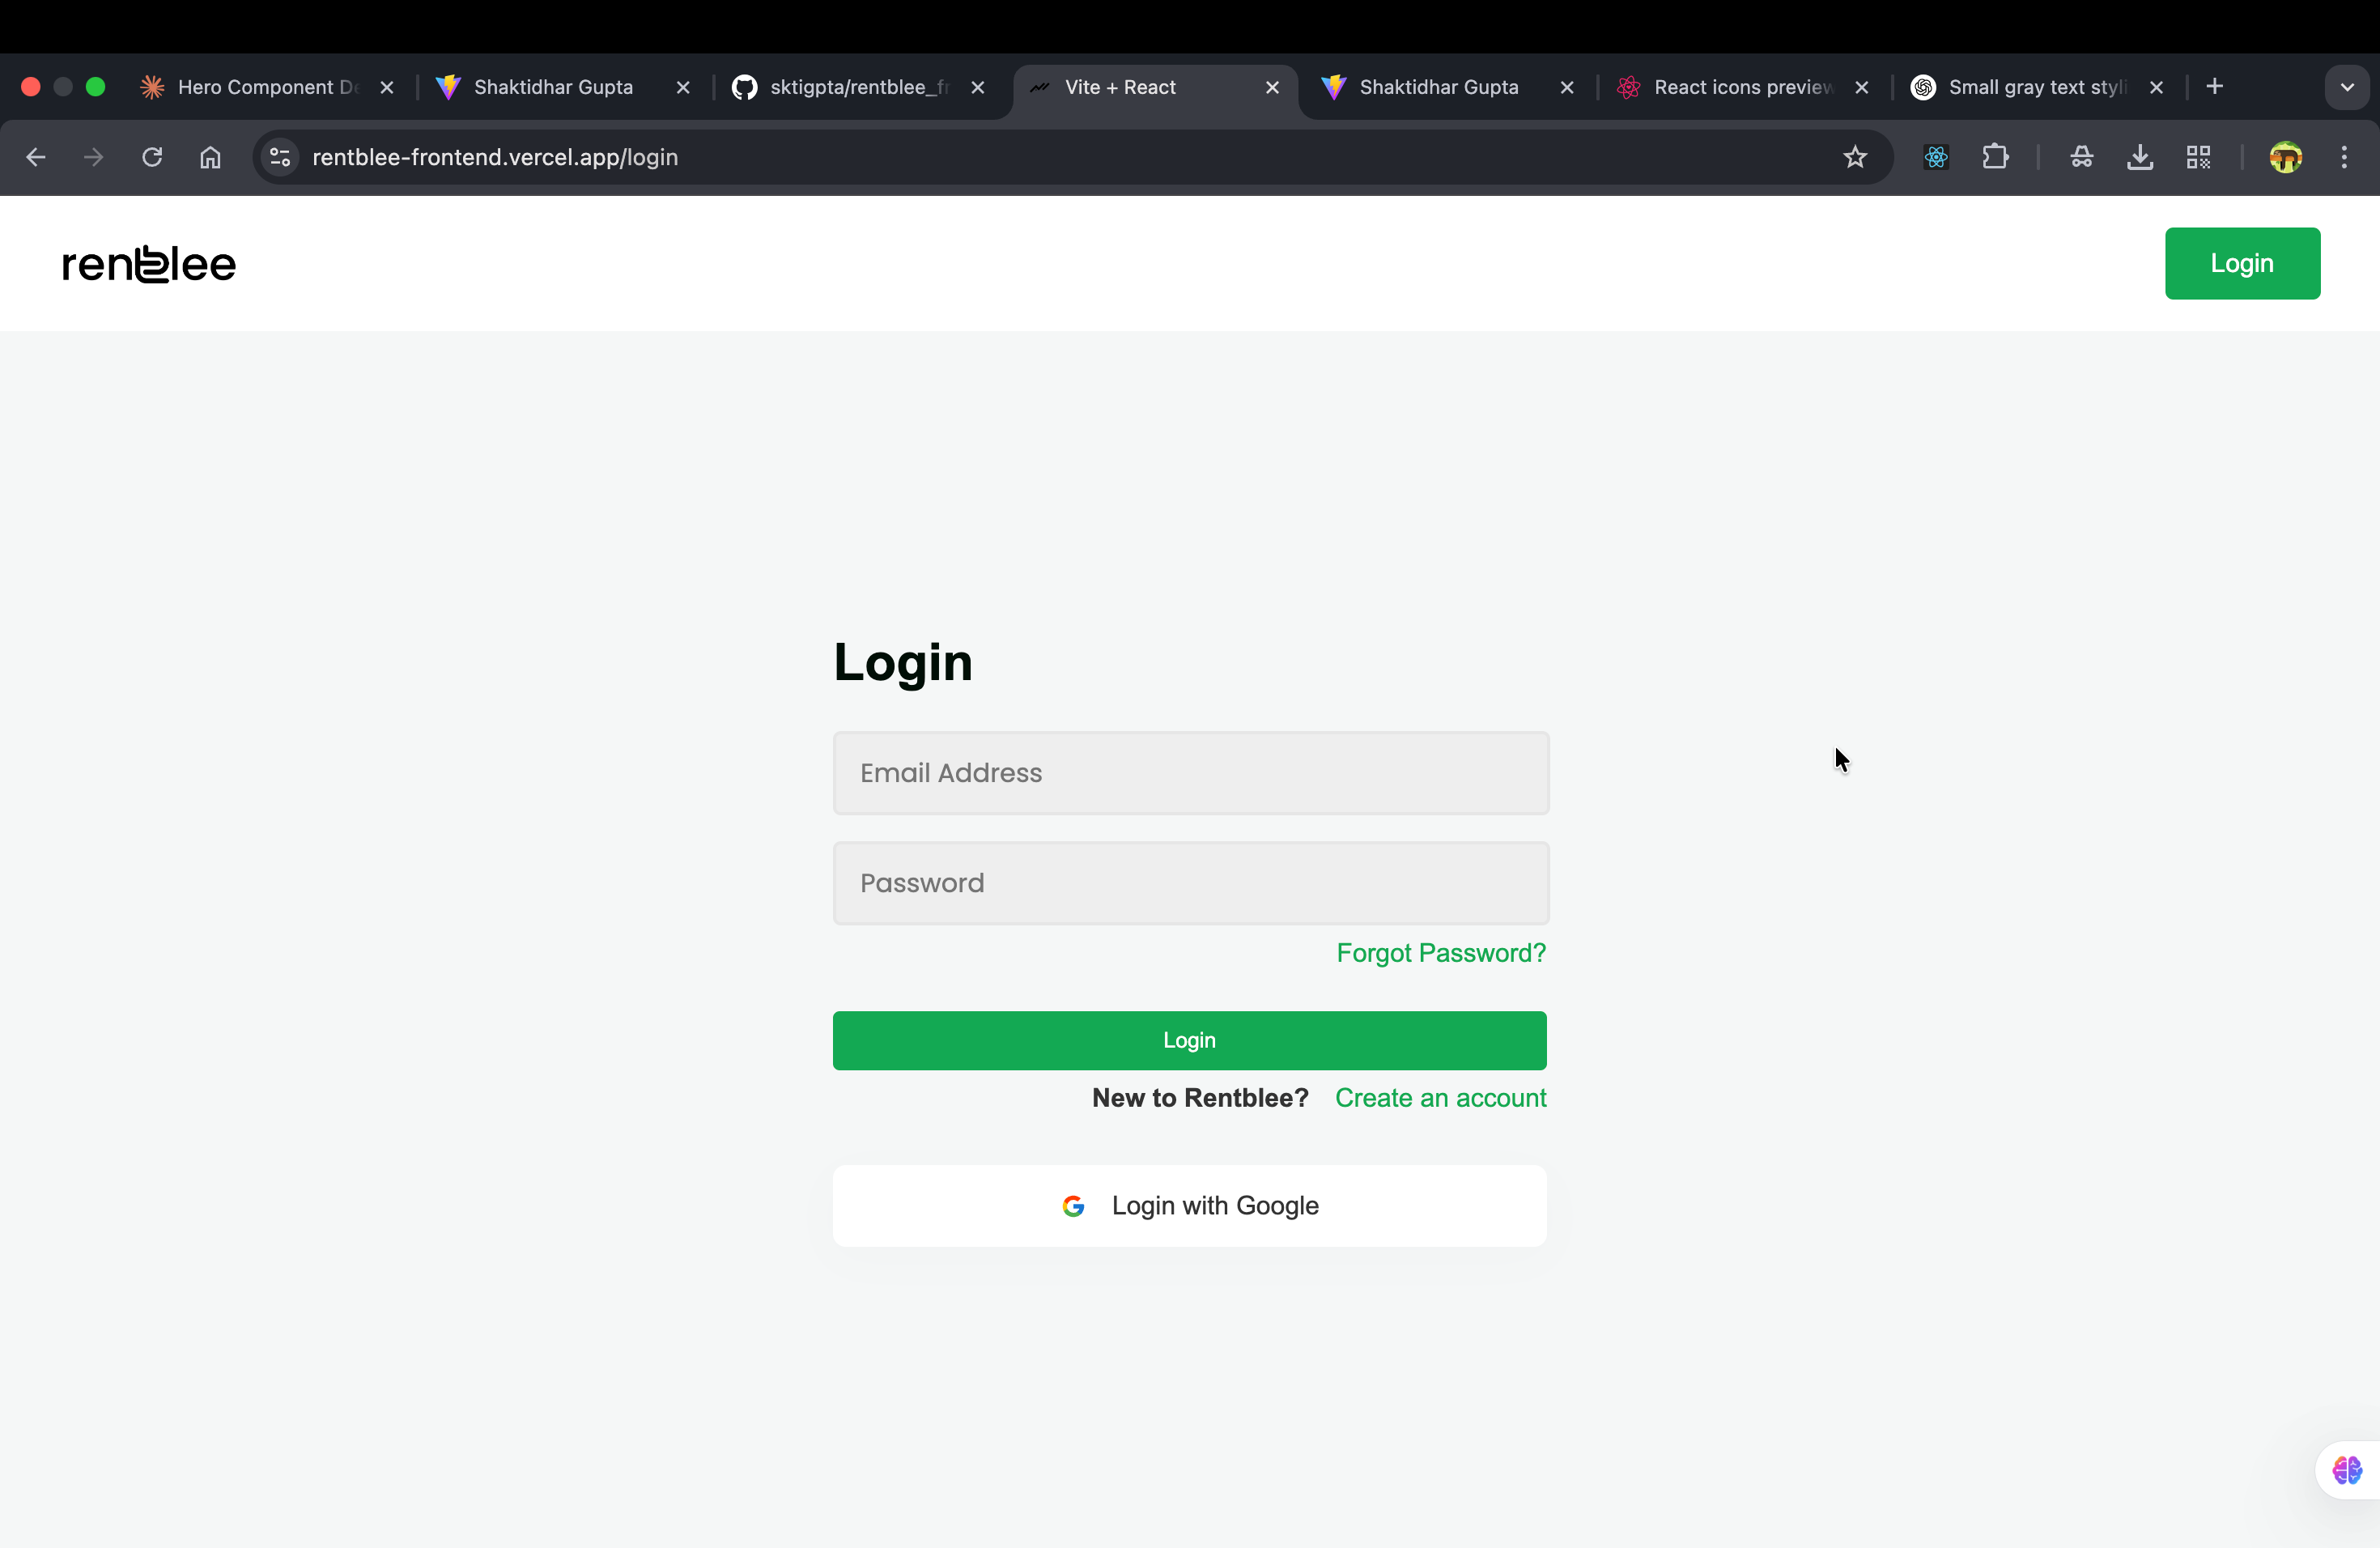 Hero Component De
Shaktidhar Gupta
sktigpta/rentblee_fr
Vite + React
Shaktidhar Gupta
React icons preview
Small gray text styli
rentblee-frontend.vercel.app/login
rentblee
Login
Login
Email Address
Password
Forgot Password?
Login
New to Rentblee? Create an account
Login with Google